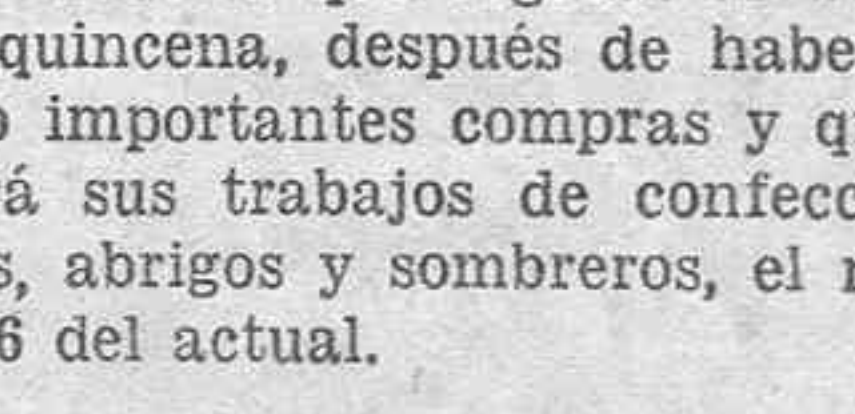 quincena, después de habe
importantes compras y q
á sus trabajos de confecc
s, abrigos y sombreros, el
6 del actual.